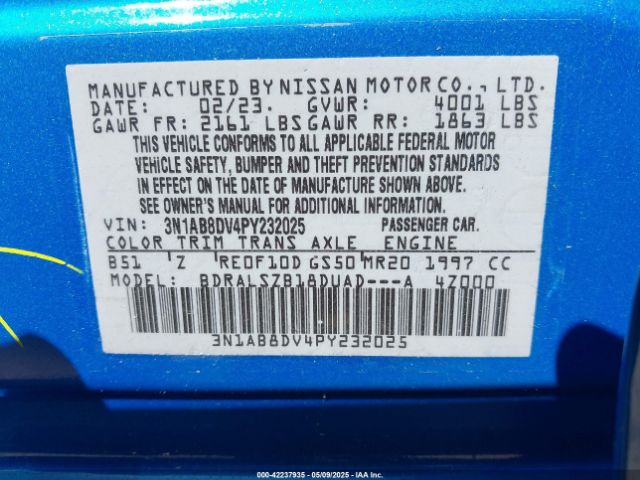 MANUFACTURED BY NISSAN MOTOR CO., LTD.
DATE: 02/23. GVWR: 4001 LBS
GAWR FR: 2161 LBS GAWR RR: 1863 LBS
THIS VEHICLE CONFORMS TO ALL APPLICABLE FEDERAL MOTOR
VEHICLE SAFETY, BUMPER AND THEFT PREVENTION STANDARDS
IN EFFECT ON THE DATE OF MANUFACTURE SHOWN ABOVE.
SEE OWNER'S MANUAL FOR ADDITIONAL INFORMATION.
VIN: 3N1AB8DV4PY232025 PASSENGER CAR.
COLOR TRIM TRANS AXLE ENGINE
B51 Z RE0F10D GS50 MR20 1997 CC
MODEL: BDRALSZB18DUAD---A 4Z000
3N1AB8DV4PY232025
000-42237935 - 05/09/2025 - IAA Inc.